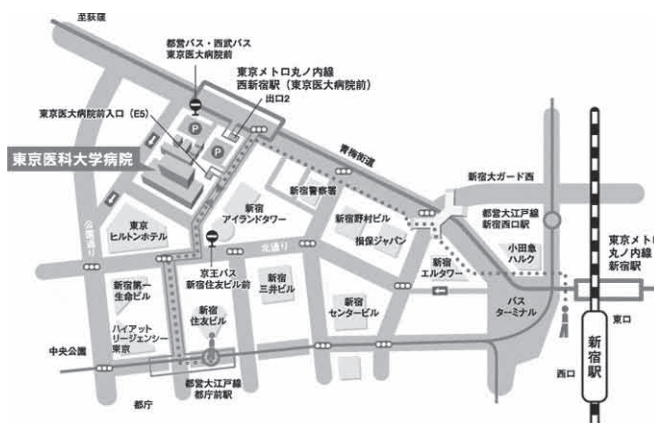 至荻窪
都営バス・西武バス
東京医大病院前
東京メトロ丸ノ内線
西新宿駅（東京医大病院前）
出口2
東京医大病院前入口（E5）
P
P
東京医科大学病院
青梅街道
新宿警察署
新宿大ガード西
新宿
アイランドタワー
新宿野村ビル
損保ジャパン
都営大江戸線
新宿西口駅
公園通り
東京
ヒルトンホテル
北通り
小田急
ハルク
東京メトロ
丸ノ内線
新宿駅
京王バス
新宿住友ビル前
新宿
エルタワー
新宿第一
生命ビル
新宿
三井ビル
新宿
住友ビル
新宿
センタービル
バス
ターミナル
東口
ハイアット
リージェンシー
東京
新宿駅
中央公園
西口
都営大江戸線
都庁前駅
都庁